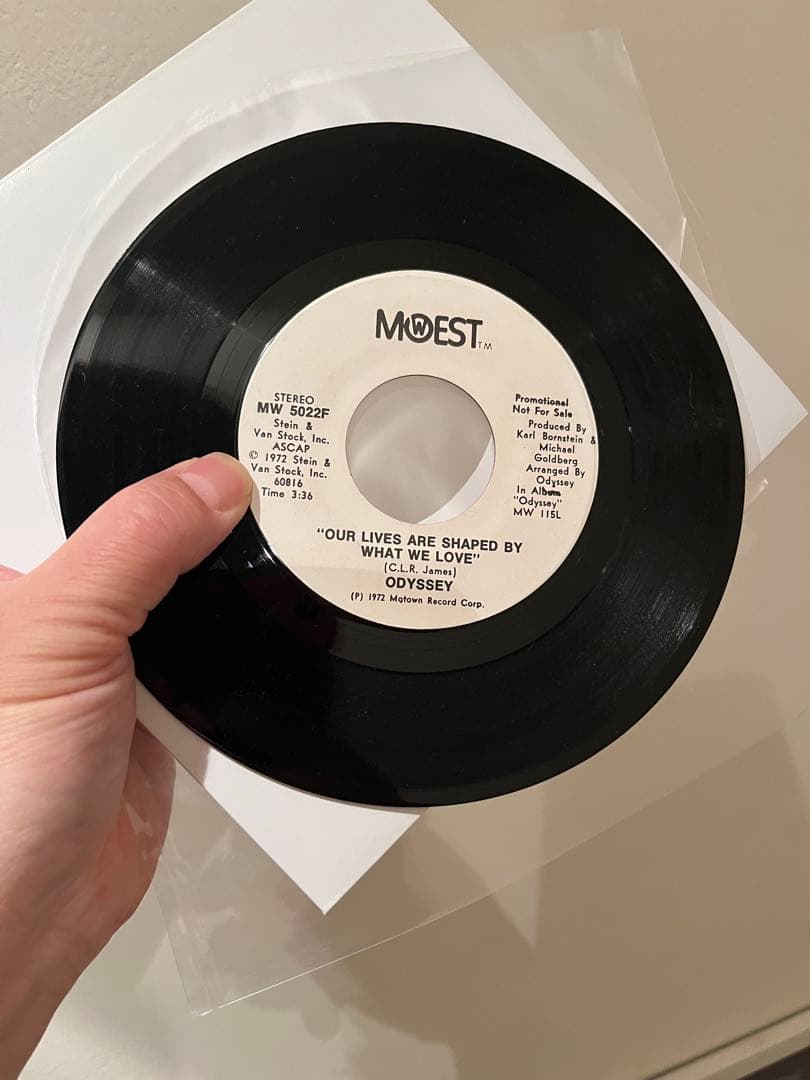 MOWEST TM
STEREO
MW 5022F
Stein &
Van Stock, Inc.
ASCAP
© 1972 Stein &
Van Stock, Inc.
60816
Time 3:36
Promotional
Not For Sale
Produced By
Karl Bornstein &
Michael
Goldberg
Arranged By
Odyssey
In Album
"Odyssey"
MW 115L
"OUR LIVES ARE SHAPED BY
WHAT WE LOVE"
(C.L.R. James)
ODYSSEY
(P) 1972 Motown Record Corp.